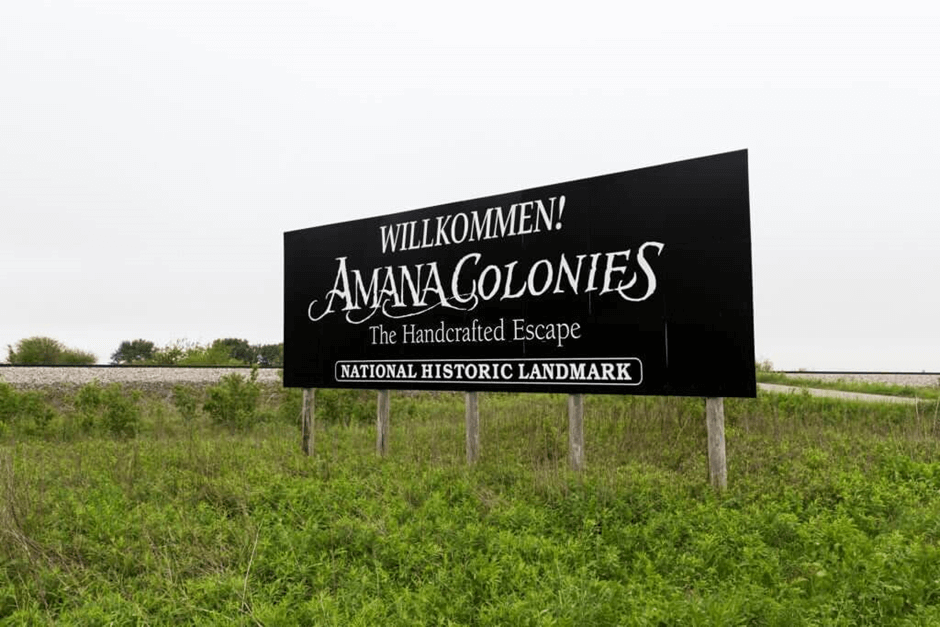 WILLKOMMEN!
AMANA COLONIES
The Handcrafted Escape
NATIONAL HISTORIC LANDMARK